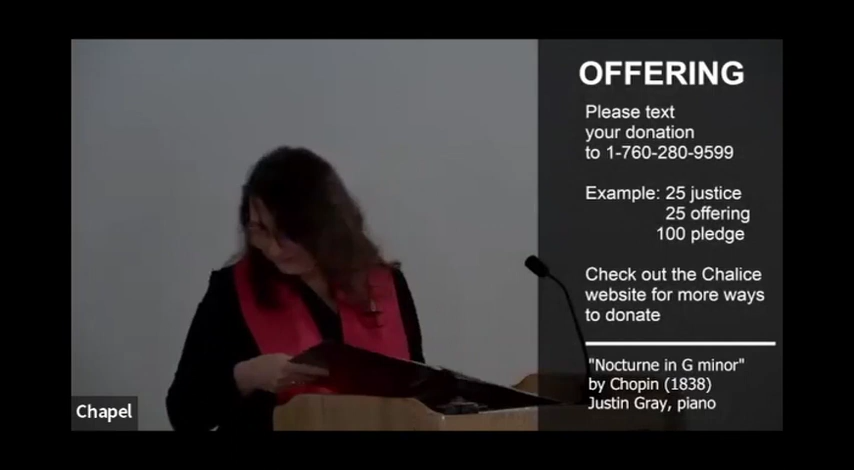 OFFERING
Please text
your donation
to 1-760-280-9599
Example: 25 justice
25 offering
100 pledge
Check out the Chalice
website for more ways
to donate
"Nocturne in G minor"
by Chopin (1838)
Justin Gray, piano
Chapel